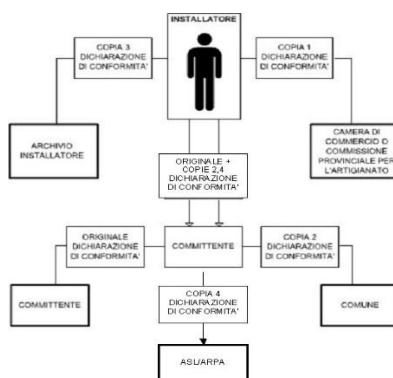 INSTALLATORE
COPIA 3
DICHIARAZIONE
DI CONFORMITA'
COPIA 1
DICHIARAZIONE
DI CONFORMITA'
ARCHIVIO
INSTALLATORE
CAMERA DI
COMMERCIO O
COMMISSIONE
PROVINCIALE PER
L'ARTIGIANATO
ORIGINALE +
COPIE 2,4
DICHIARAZIONE
DI CONFORMITA'
ORIGINALE
DICHIARAZIONE
DI CONFORMITA'
COMMITTENTE
COPIA 2
DICHIARAZIONE
DI CONFORMITA'
COMMITTENTE
COPIA 4
DICHIARAZIONE
DI CONFORMITA'
COMUNE
ASL/ARPA